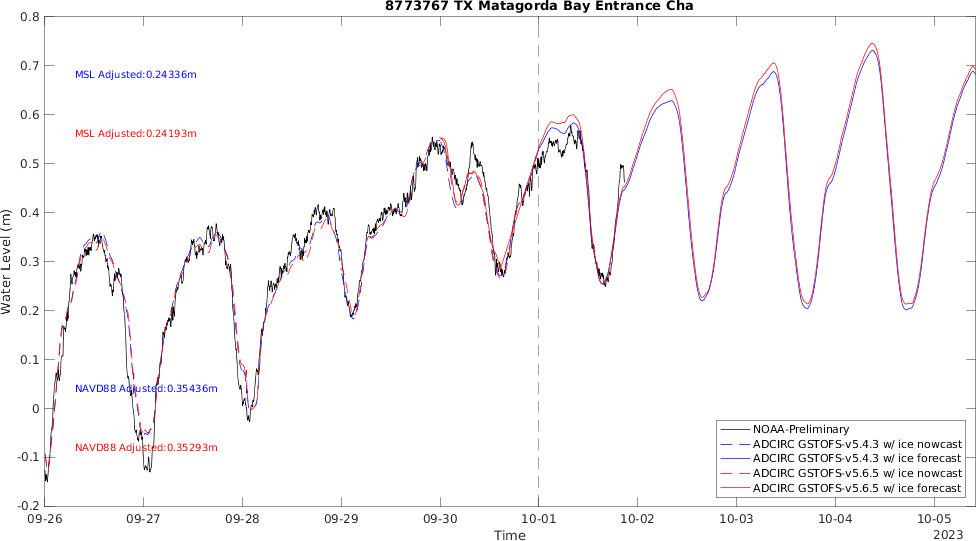 8773767 TX Matagorda Bay Entrance Cha
0.8
0.7
0.6
0.5
0.4
0.3
0.2
0.1
0
-0.1
-0.2
Water Level (m)
MSL Adjusted:0.24336m
MSL Adjusted:0.24193m
NAVD88 Adjusted:0.35436m
NAVD88 Adjusted:0.35293m
NOAA-Preliminary
ADCIRC GSTOFS-v5.4.3 w/ ice nowcast
ADCIRC GSTOFS-v5.4.3 w/ ice forecast
ADCIRC GSTOFS-v5.6.5 w/ ice nowcast
ADCIRC GSTOFS-v5.6.5 w/ ice forecast
09-26 09-27 09-28 09-29 09-30 10-01 10-02 10-03 10-04 10-05
Time
2023